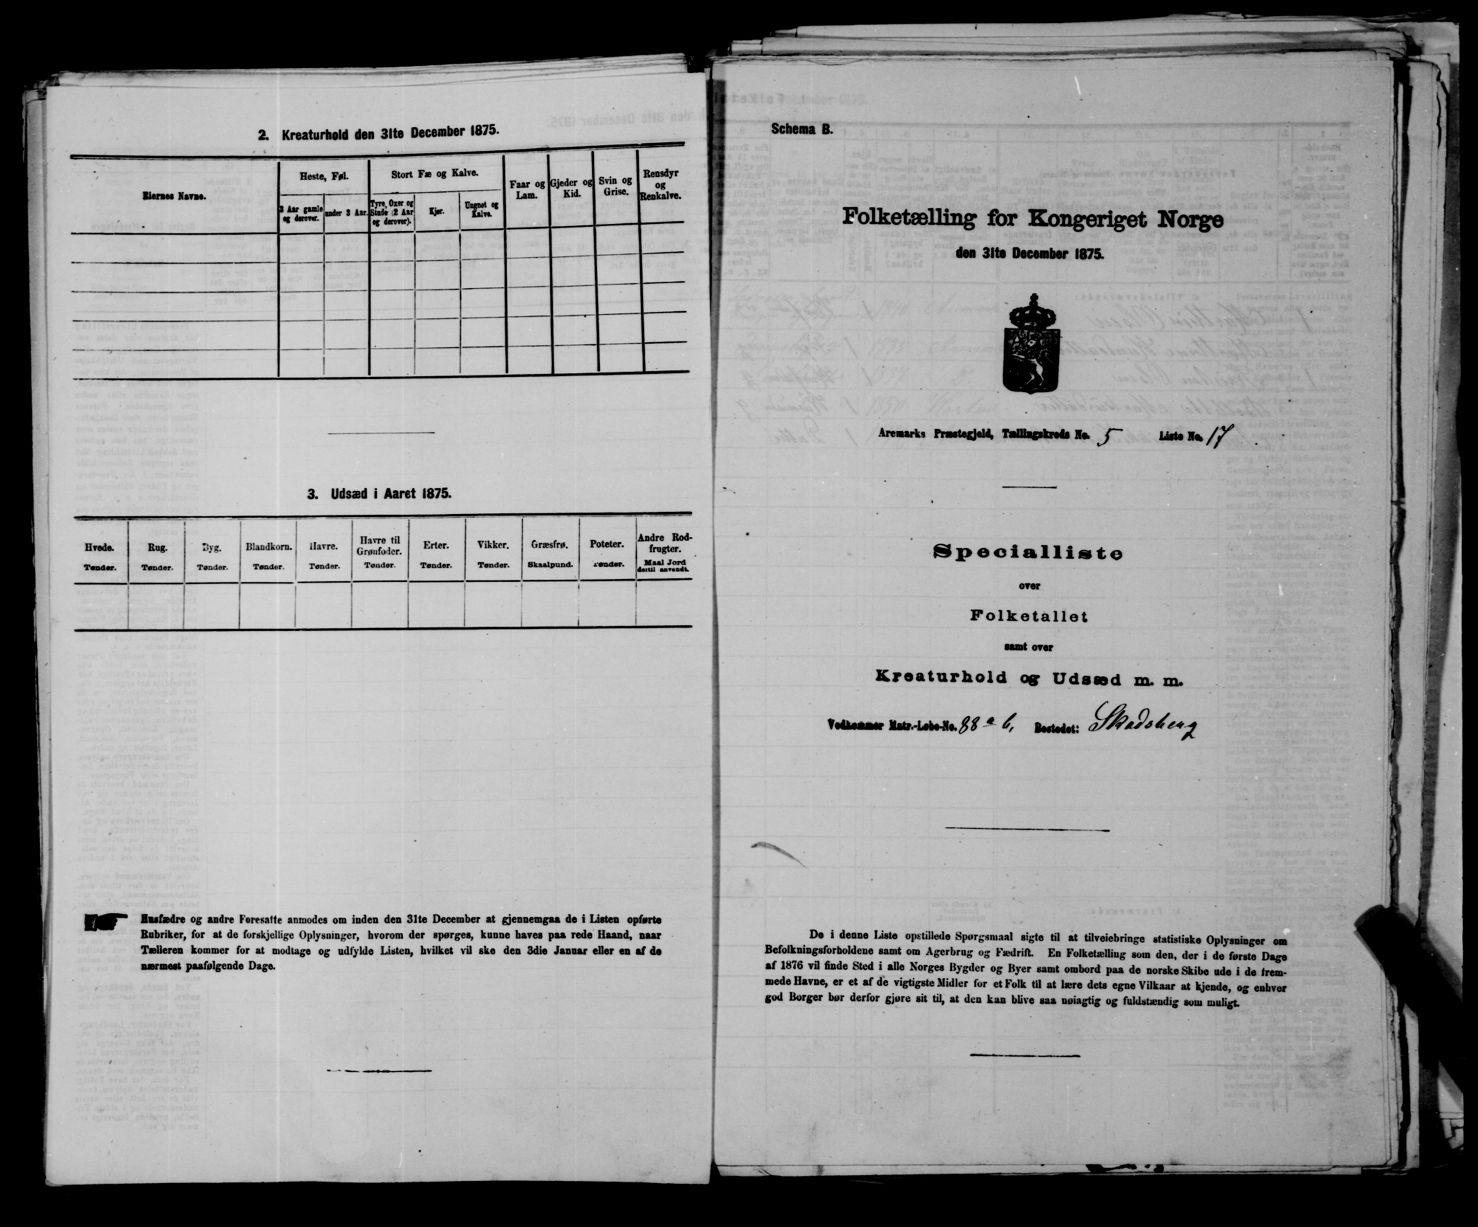 2. Kreaturhold den 31te December 1875.
Eiernes Navne.
Heste, Føl.
Stort Fæ og Kalve.
Faar og Lam.
Gjeder og Kid.
Svin og Grise.
Rensdyr og Renkalve.
3 Aar gamle og derover.
under 3 Aar.
Tyre, Oxer og Stude (2 Aar og derover).
Kjør.
Ungnet og Kalve.
3. Udsæd i Aaret 1875.
Hvede. Rug. Byg. Blandkorn. Havre. Havre til Grønfoder. Erter. Vikker. Græsfrø. Poteter. Andre Rodfrugter.
Tønder. Tønder. Tønder. Tønder. Tønder. Tønder. Tønder. Tønder. Skaalpund. Tønder. Maal Jord dertil anvendt.
Husfædre og andre Foresatte anmodes om inden den 31te December at gjennemgaa de i Listen opførte
Rubriker, for at de forskjellige Oplysninger, hvorom der spørges, kunne haves paa rede Haand, naar
Tælleren kommer for at modtage og udfylde Listen, hvilket vil ske den 3die Januar eller en af de
nærmest paafølgende Dage.
Schema B.
Folketælling for Kongeriget Norge
den 31te December 1875.
Aremarks Præstegjeld, Tællingskreds No. 5 Liste No. 17
Specialliste
over
Folketallet
samt over
Kreaturhold og Udsæd m. m.
Vedkommer Matr.-Løbe-No. 88 a b, Bostedet: Skodsberg
De i denne Liste opstillede Spørgsmaal sigte til at tilveiebringe statistiske Oplysninger om
Befolkningsforholdene samt om Agerbrug og Fædrift. En Folketælling som den, der i de første Dage
af 1876 vil finde Sted i alle Norges Bygder og Byer samt ombord paa de norske Skibe ude i de frem-
mede Havne, er et af de vigtigste Midler for et Folk til at lære dets egne Vilkaar at kjende, og enhver
god Borger bør derfor gjøre sit til, at den kan blive saa nøiagtig og fuldstændig som muligt.